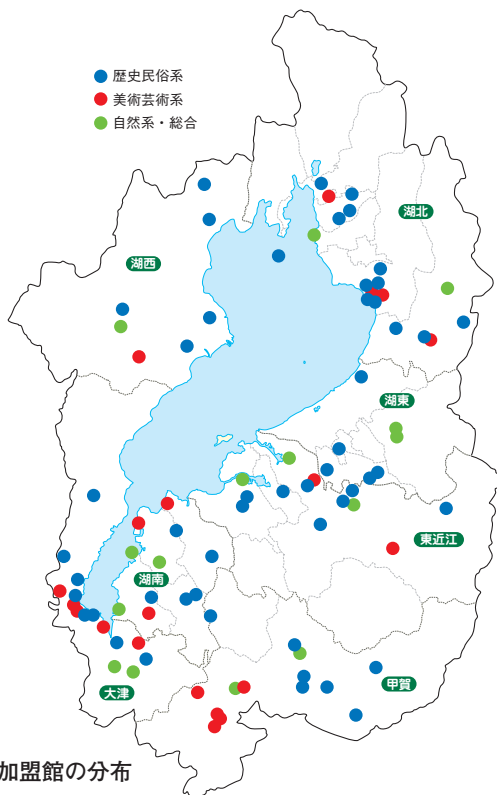 歴史民俗系
美術芸術系
自然系・総合
湖北
湖西
湖東
東近江
湖南
甲賀
大津
加盟館の分布